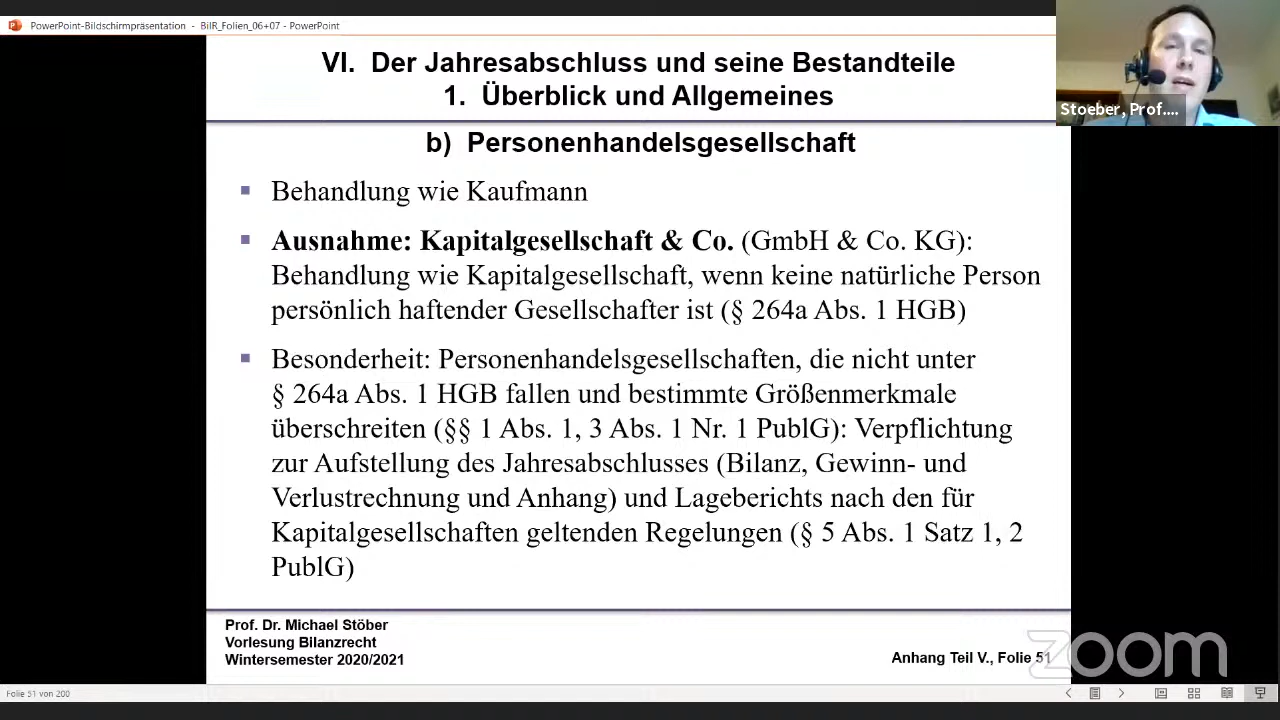 PowerPoint-Bildschirmpräsentation - BilR_Folien_06+07 - PowerPoint
Stoeber, Prof....
VI. Der Jahresabschluss und seine Bestandteile
1. Überblick und Allgemeines
b) Personenhandelsgesellschaft
Behandlung wie Kaufmann
Ausnahme: Kapitalgesellschaft & Co. (GmbH & Co. KG):
Behandlung wie Kapitalgesellschaft, wenn keine natürliche Person
persönlich haftender Gesellschafter ist (§ 264a Abs. 1 HGB)
Besonderheit: Personenhandelsgesellschaften, die nicht unter
§ 264a Abs. 1 HGB fallen und bestimmte Größenmerkmale
überschreiten (§§ 1 Abs. 1, 3 Abs. 1 Nr. 1 PublG): Verpflichtung
zur Aufstellung des Jahresabschlusses (Bilanz, Gewinn- und
Verlustrechnung und Anhang) und Lageberichts nach den für
Kapitalgesellschaften geltenden Regelungen (§ 5 Abs. 1 Satz 1, 2
PublG)
Prof. Dr. Michael Stöber
Vorlesung Bilanzrecht
Wintersemester 2020/2021
Anhang Teil V., Folie 51
zoom
Folie 51 von 200